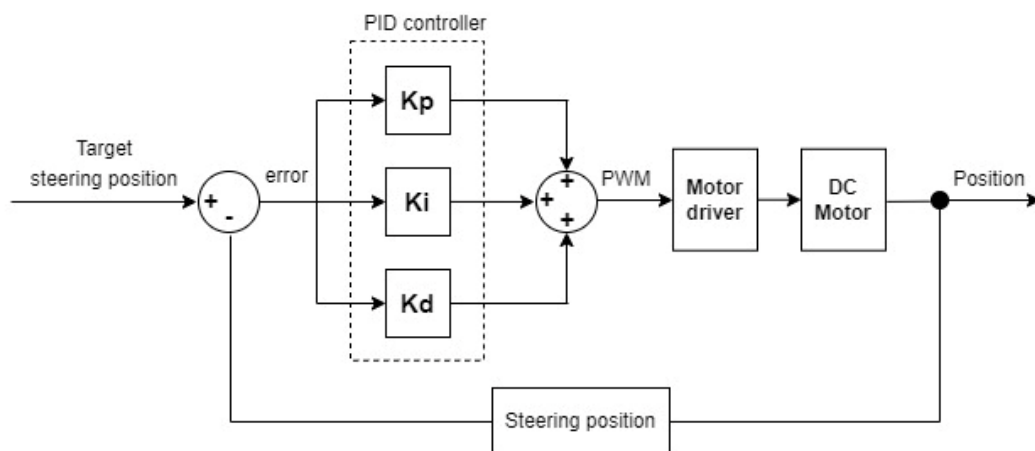 PID controller
Kp
Target
steering position
+
-
error
Ki
+
+
+
PWM
Motor
driver
DC
Motor
Position
Kd
Steering position